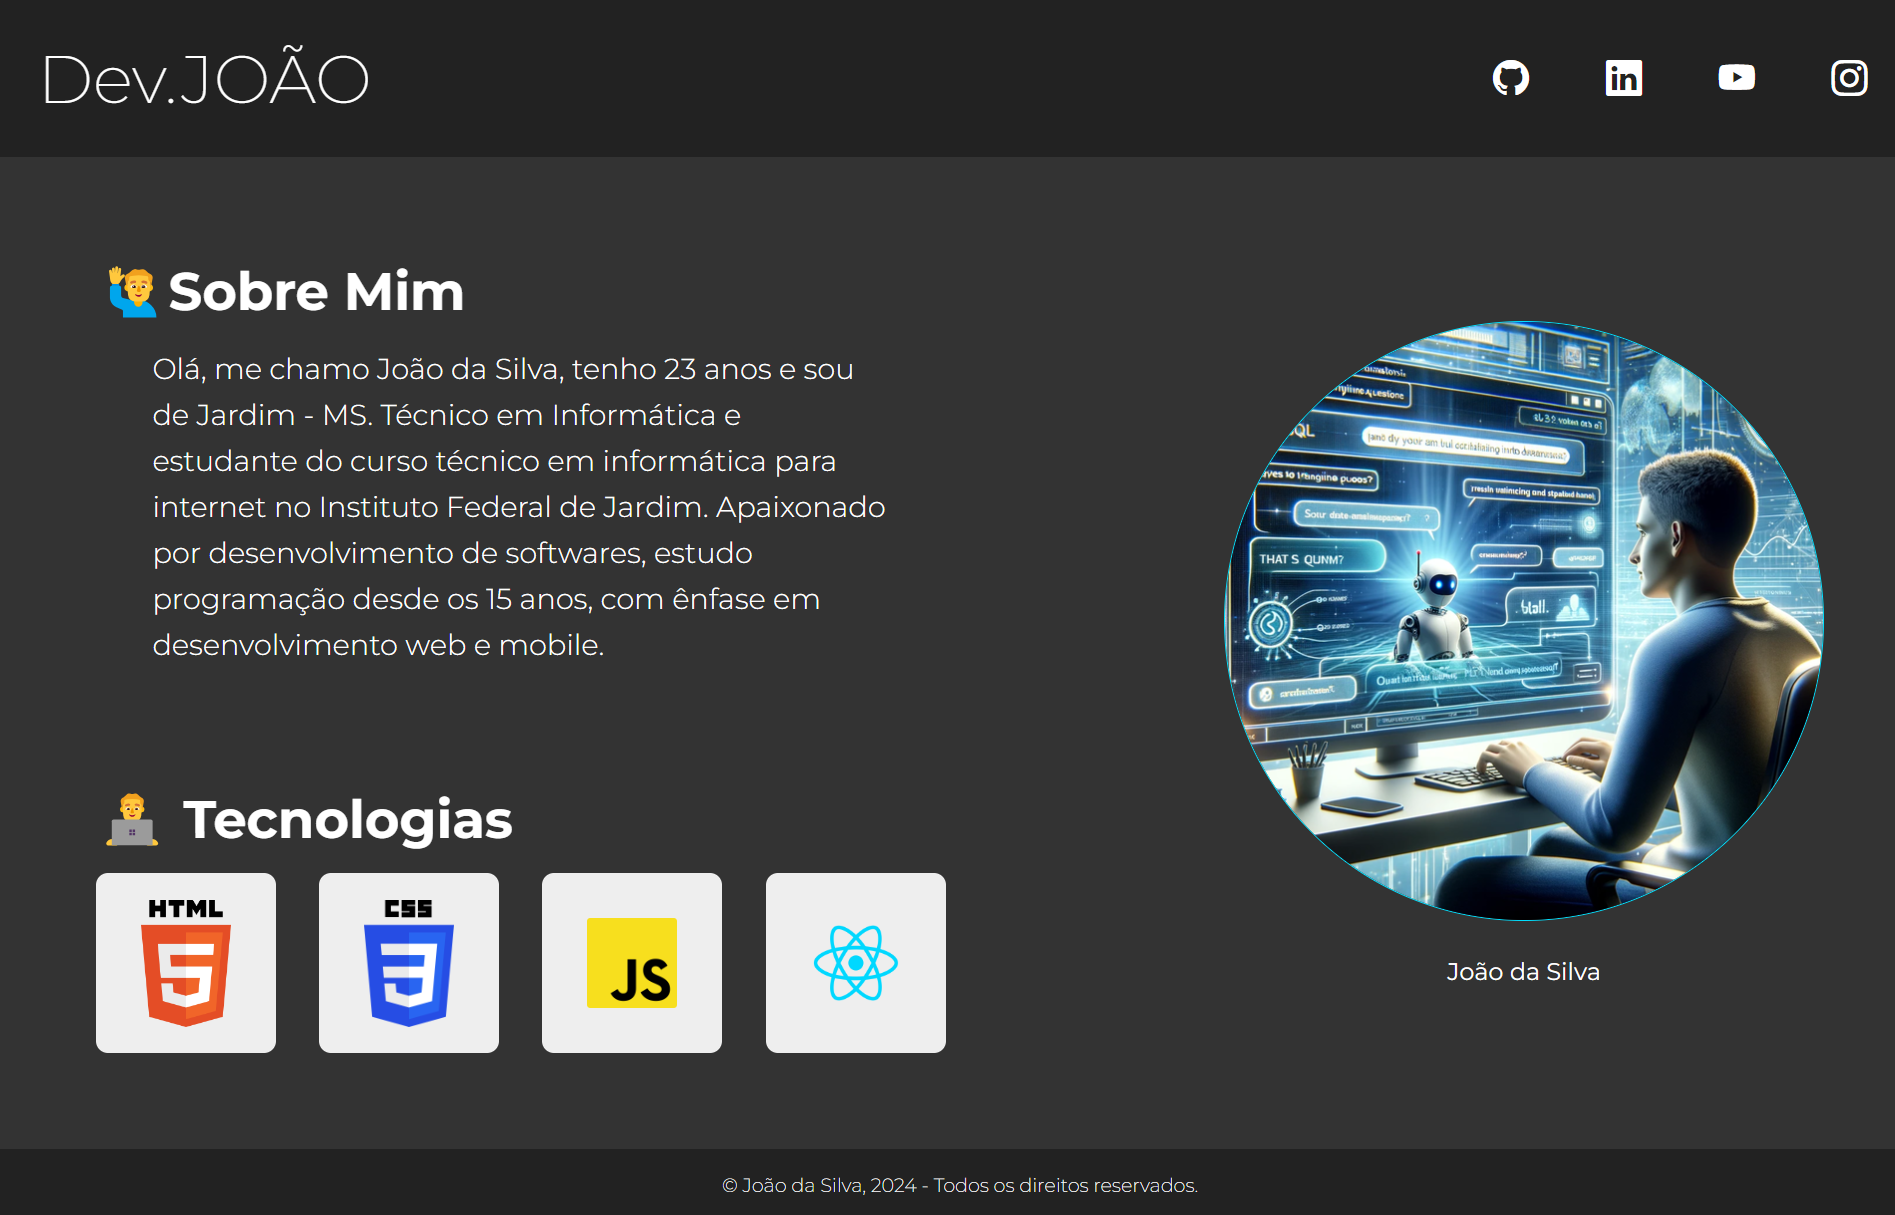 Dev.JOÃO
Sobre Mim
Olá, me chamo João da Silva, tenho 23 anos e sou
de Jardim - MS. Técnico em Informática e
estudante do curso técnico em informática para
internet no Instituto Federal de Jardim. Apaixonado
por desenvolvimento de softwares, estudo
programação desde os 15 anos, com ênfase em
desenvolvimento web e mobile.
THAT S QUNM?
Tecnologias
HTML
5
CSS
3
JS
João da Silva
© João da Silva, 2024 - Todos os direitos reservados.